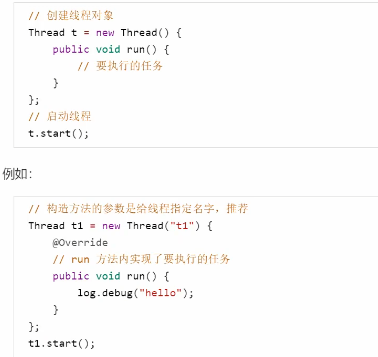 // 创建线程对象
Thread t = new Thread() {
    public void run() {
        // 要执行的任务
    }
};
// 启动线程
t.start();
例如：
// 构造方法的参数是给线程指定名字，推荐
Thread t1 = new Thread("t1") {
    @Override
    // run 方法内实现了要执行的任务
    public void run() {
        log.debug("hello");
    }
};
t1.start();